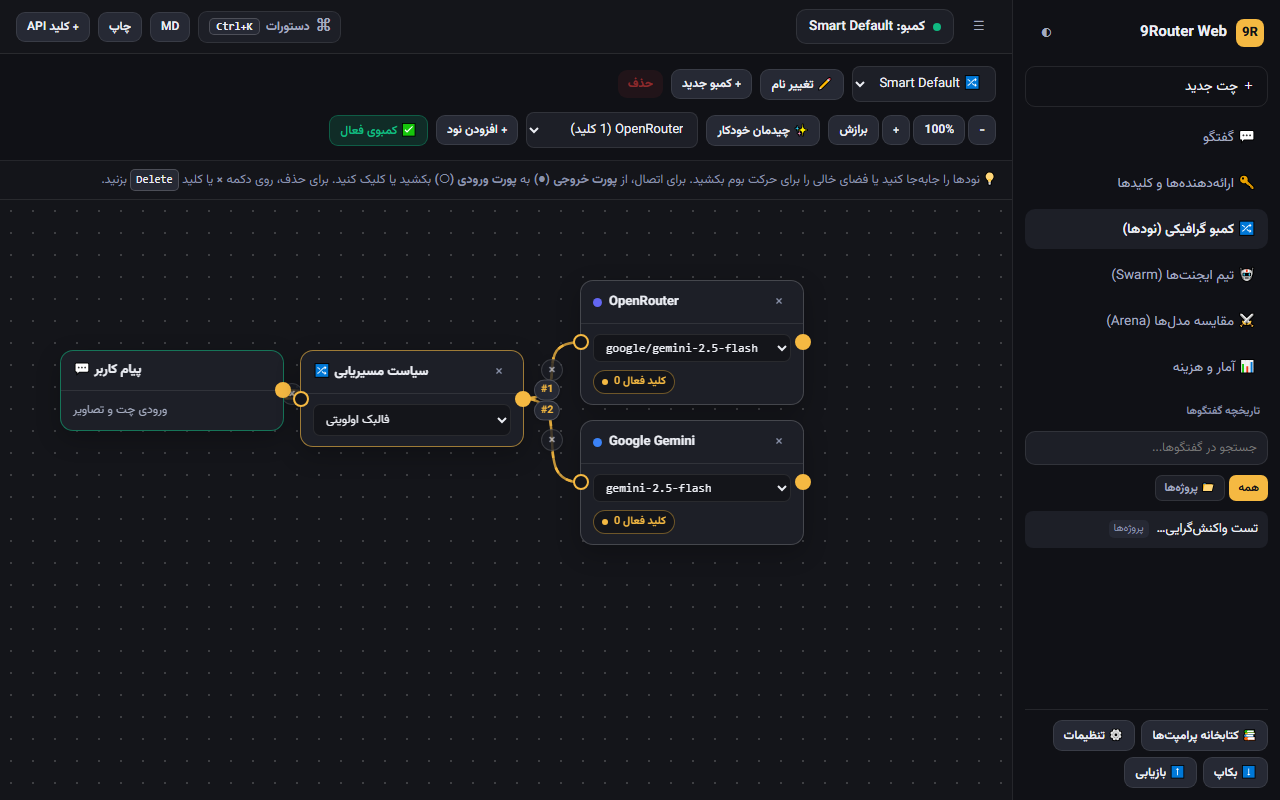 9R 9Router Web
+ چت جدید
گفتگو
ارائه‌دهنده‌ها و کلیدها
کمبو گرافیکی (نودها)
تیم ایجنت‌ها (Swarm)
مقایسه مدل‌ها (Arena)
آمار و هزینه
تاریخچه گفتگوها
جستجو در گفتگوها...
همه پروژه‌ها
تست واکنش‌گرایی... پروژه‌ها
کتابخانه پرامپت‌ها تنظیمات
بکاپ بازیابی
کمبو: Smart Default
دستورات Ctrl+K MD چاپ + کلید API
Smart Default تغییر نام + کمبو جدید حذف
- 100% + برازش چیدمان خودکار OpenRouter (1 کلید) + افزودن نود کمبوی فعال
نودها را جابه‌جا کنید یا فضای خالی را برای حرکت بوم بکشید. برای اتصال، از پورت خروجی (●) به پورت ورودی (○) بکشید یا کلیک کنید. برای حذف، روی دکمه × یا کلید Delete بزنید.
پیام کاربر
ورودی چت و تصاویر
سیاست مسیریابی ×
فالبک اولویتی
×
#1
#2
×
OpenRouter ×
google/gemini-2.5-flash
0 کلید فعال
Google Gemini ×
gemini-2.5-flash
0 کلید فعال